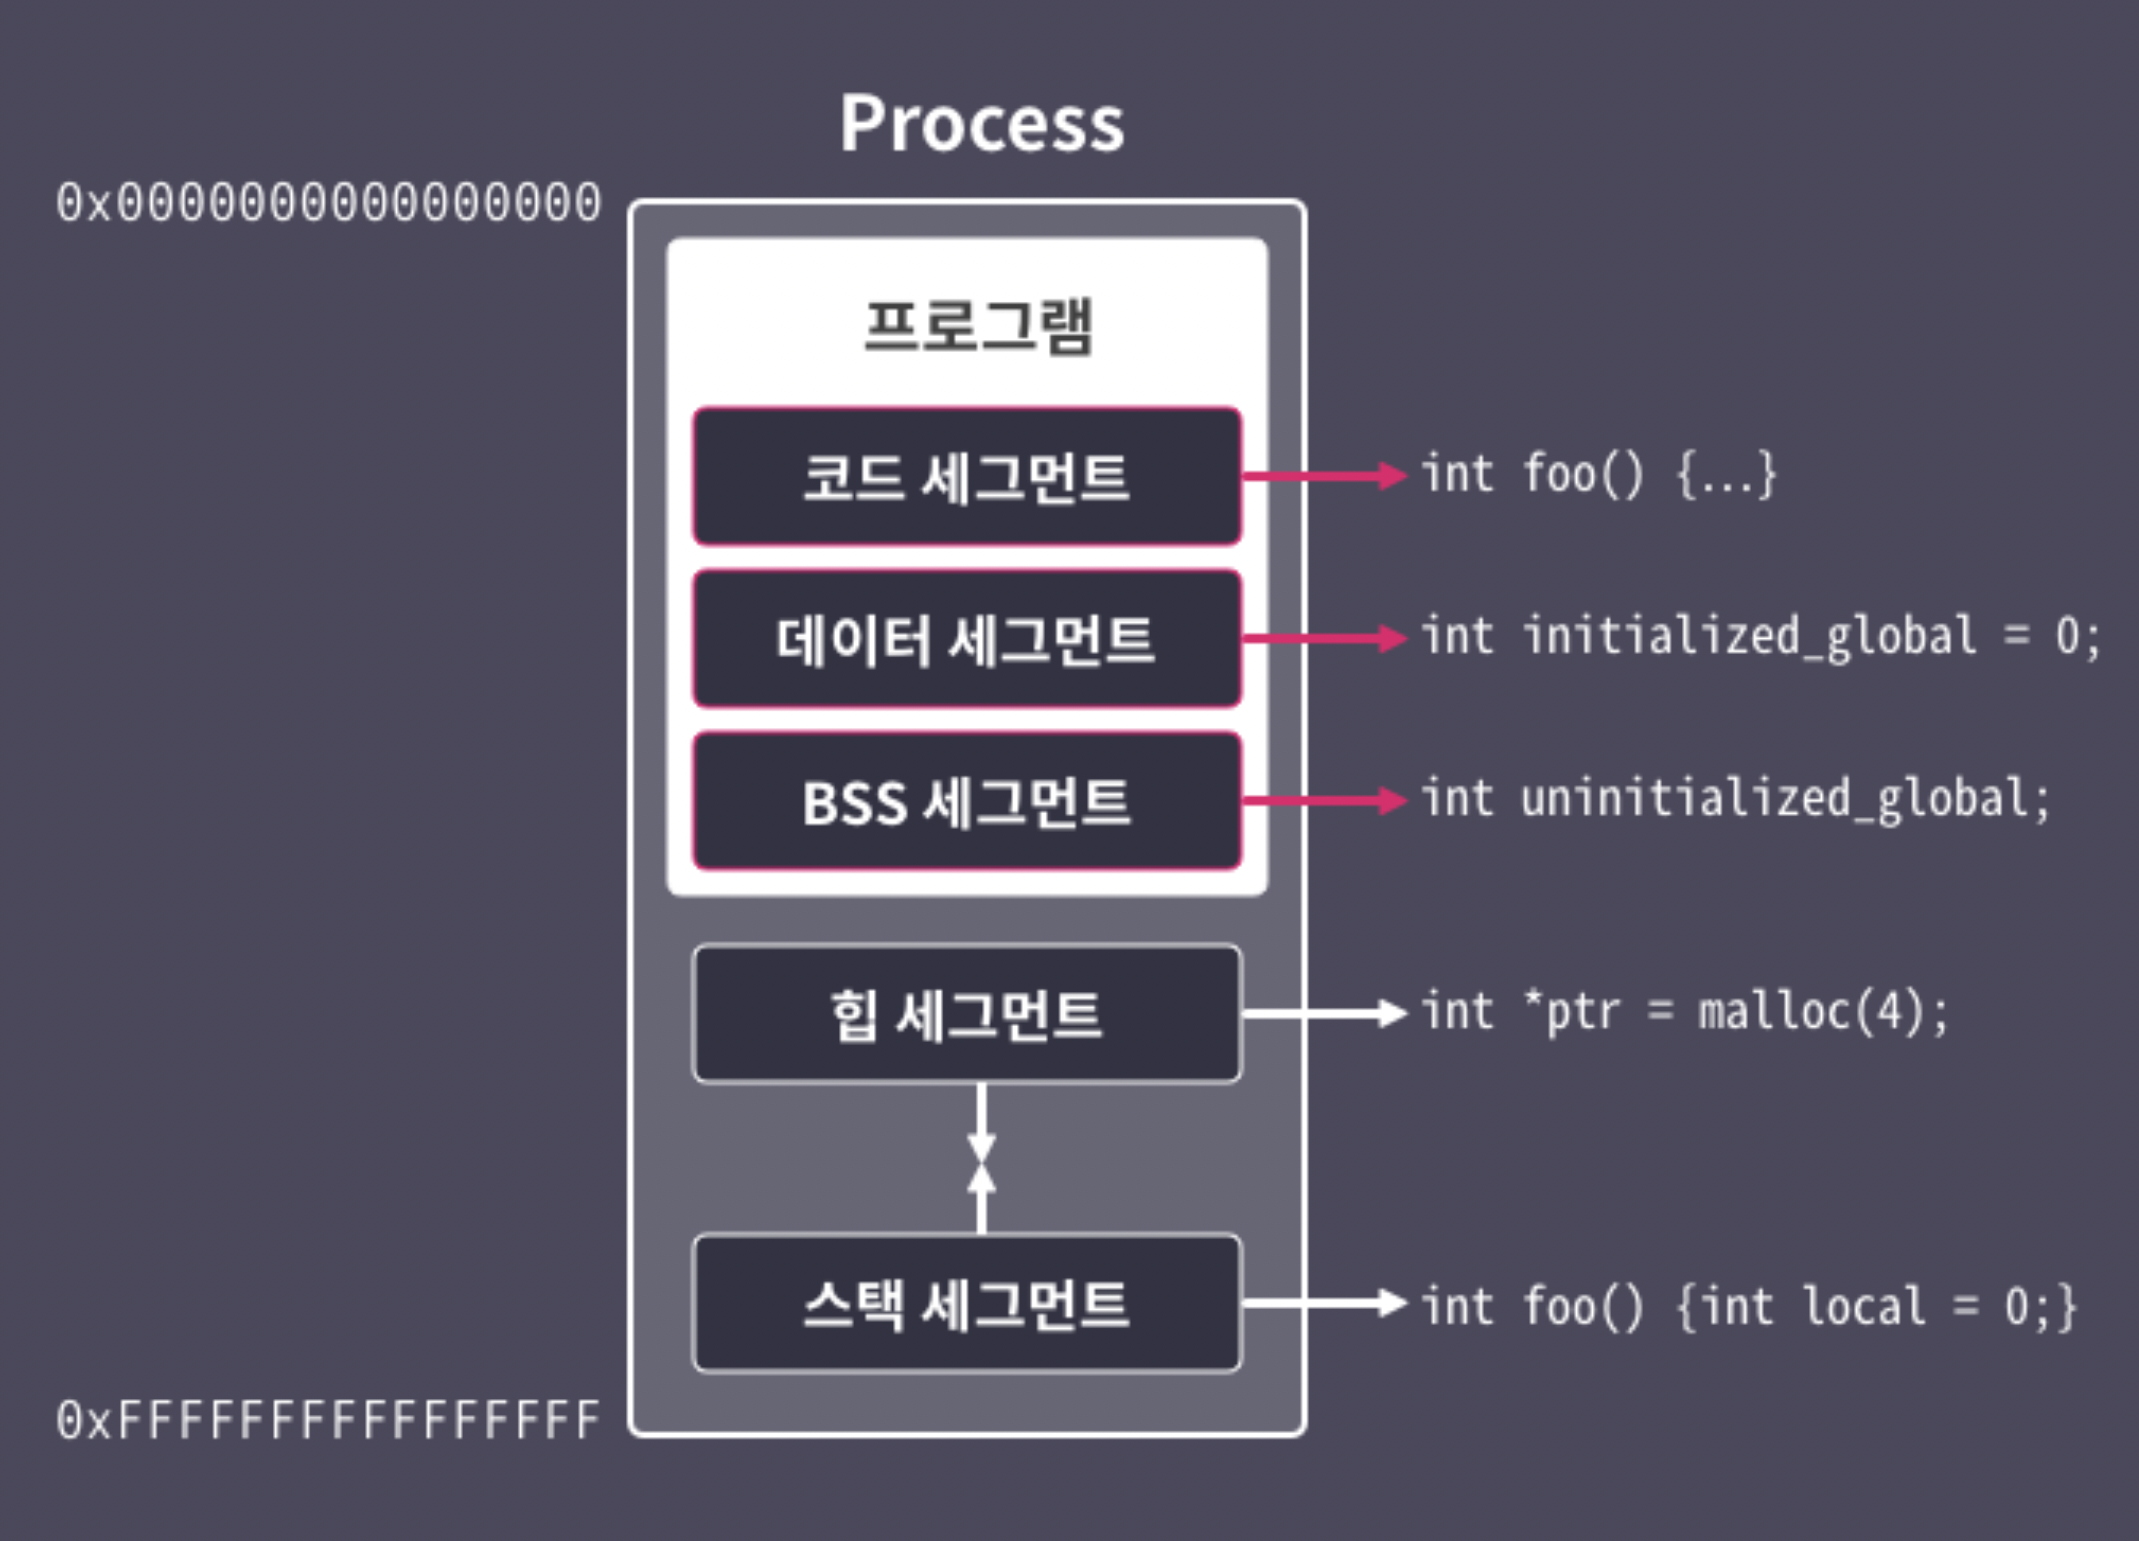 Process
0x0000000000000000
프로그램
코드 세그먼트
int foo() {...}
데이터 세그먼트
int initialized_global = 0;
BSS 세그먼트
int uninitialized_global;
힙 세그먼트
int *ptr = malloc(4);
스택 세그먼트
int foo() {int local = 0;}
0xFFFFFFFFFFFFFFFF